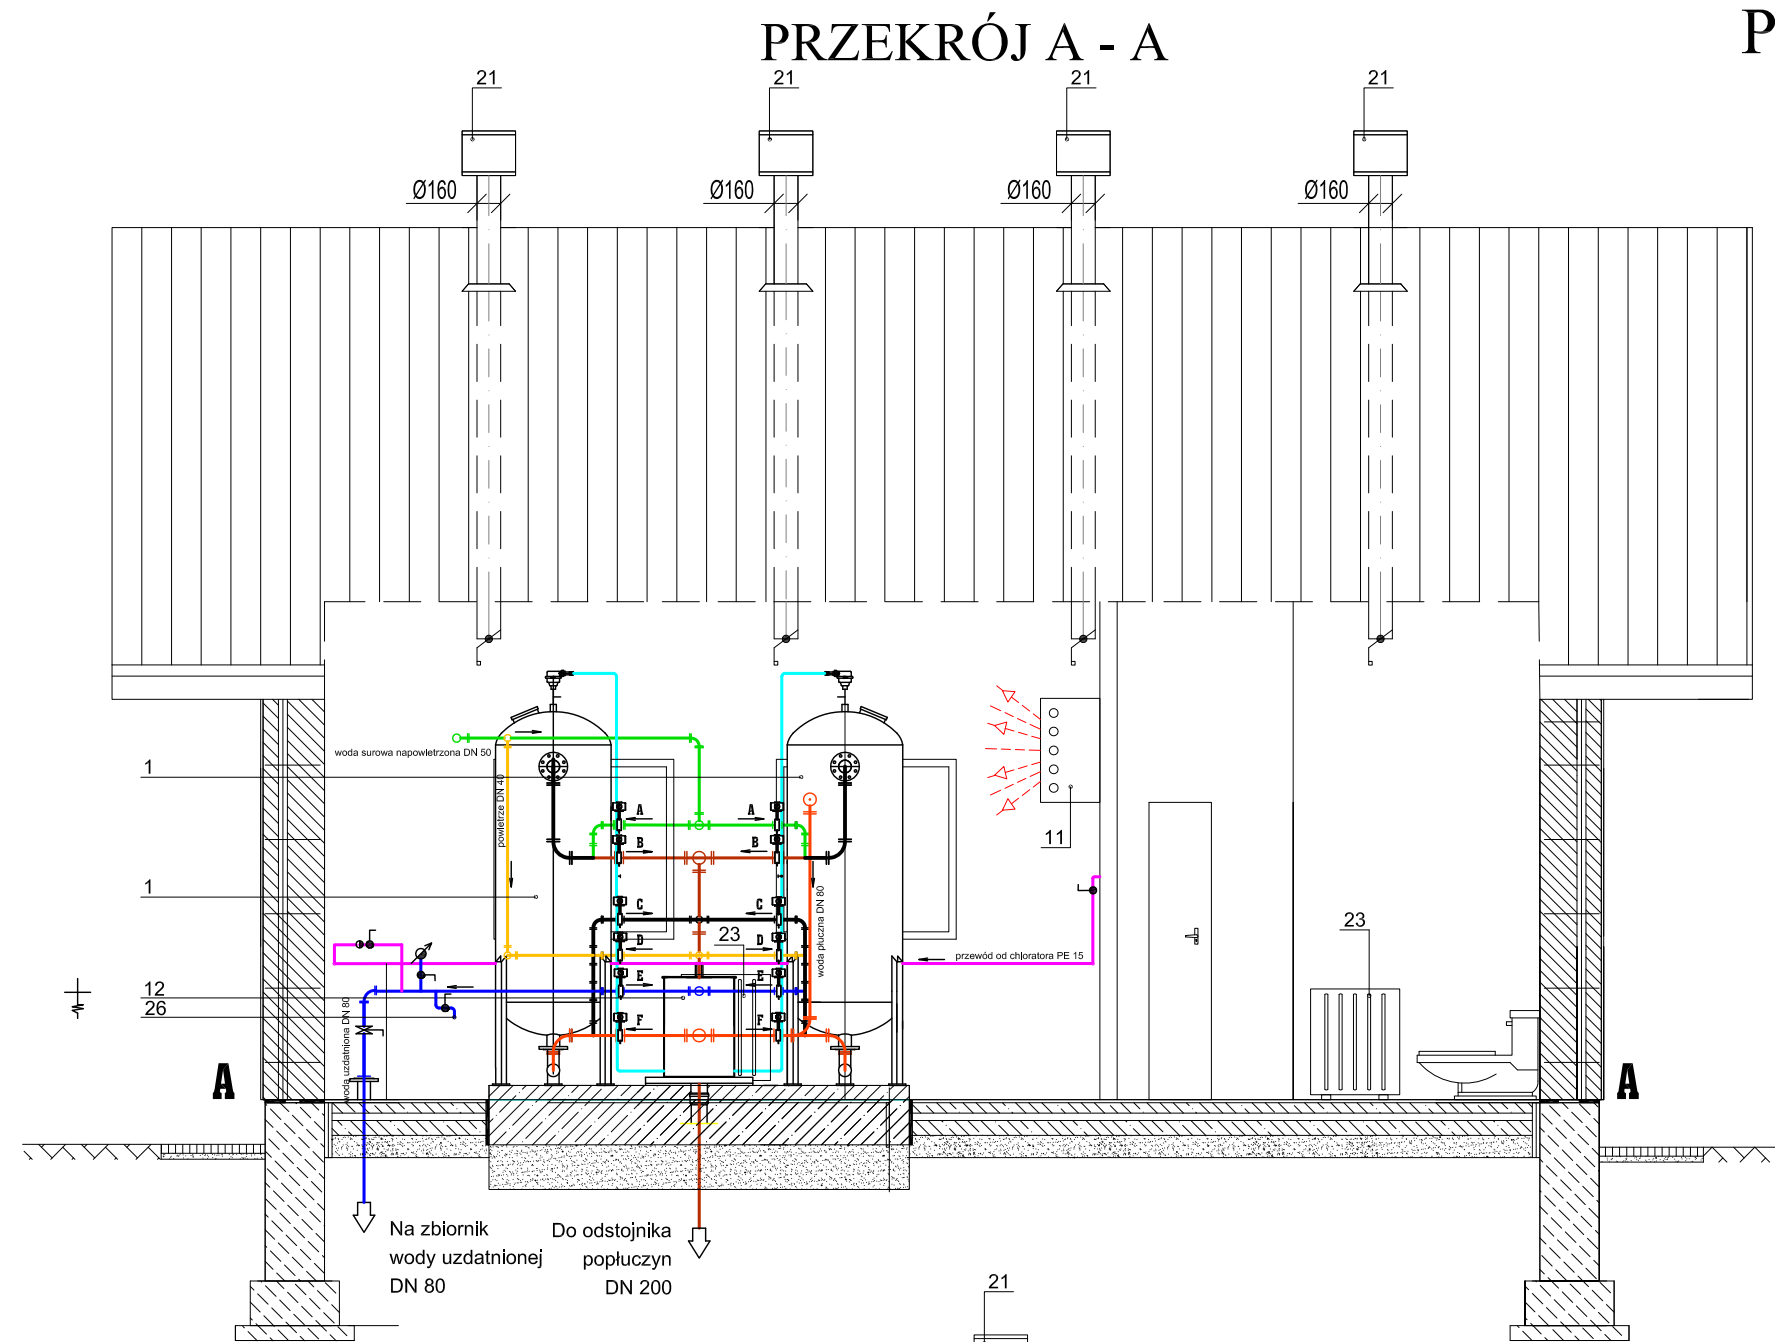 PRZEKRÓJ A - A
P
21
21
21
21
Ø160
Ø160
Ø160
Ø160
woda surowa napowietrzona DN 50
1
powietrze DN 40
A
A
11
B
B
1
woda płuczna DN 80
C
C
23
23
D
D
przewód od chloratora PE 15
E
E
12
26
woda uzdatniona DN 80
F
F
A
A
Na zbiornik
wody uzdatnionej
DN 80
Do odstojnika
popłuczyn
DN 200
21